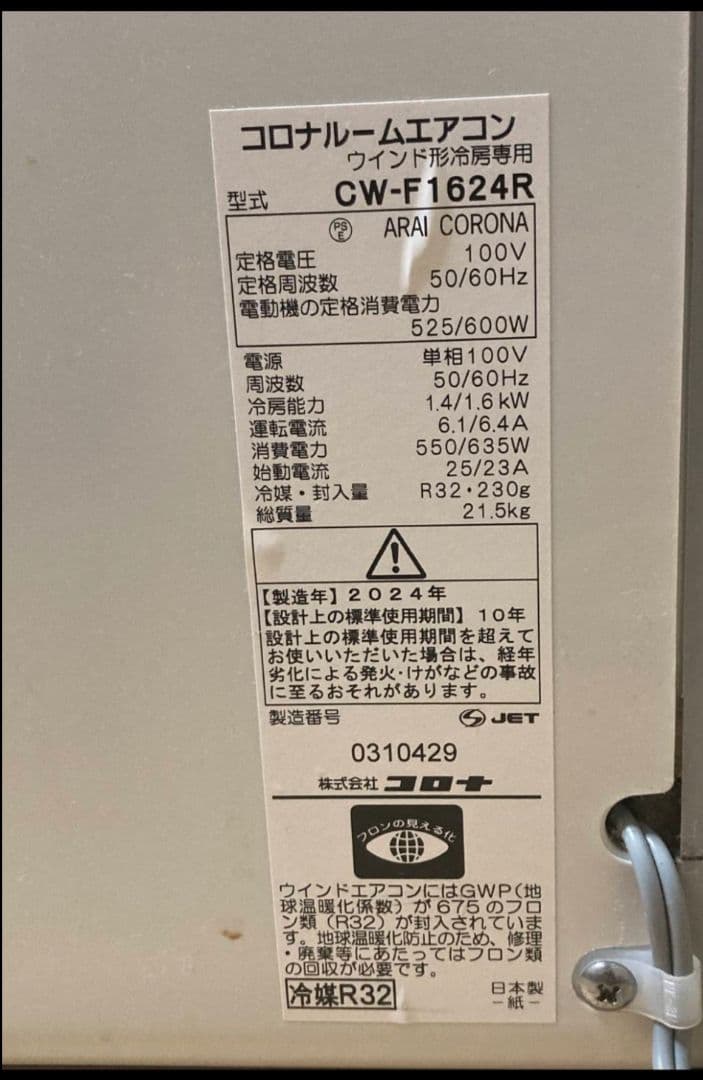 コロナルームエアコン
ウインド形冷房専用
型式 CW-F1624R
PS E ARAI CORONA
定格電圧 100V
定格周波数 50/60Hz
電動機の定格消費電力
525/600W
電源 単相100V
周波数 50/60Hz
冷房能力 1.4/1.6kW
運転電流 6.1/6.4A
消費電力 550/635W
始動電流 25/23A
冷媒・封入量 R32・230g
総質量 21.5kg
【製造年】2024年
【設計上の標準使用期間】10年
設計上の標準使用期間を超えて
お使いいただいた場合は、経年
劣化による発火・けがなどの事故
に至るおそれがあります。
製造番号 JET
0310429
株式会社 コロナ
フロンの見える化
ウインドエアコンにはGWP(地
球温暖化係数)が675のフロ
ン類(R32)が封入されていま
す。地球温暖化防止のため、修理
・廃棄等にあたってはフロン類
の回収が必要です。
冷媒R32 日本製
-紙-